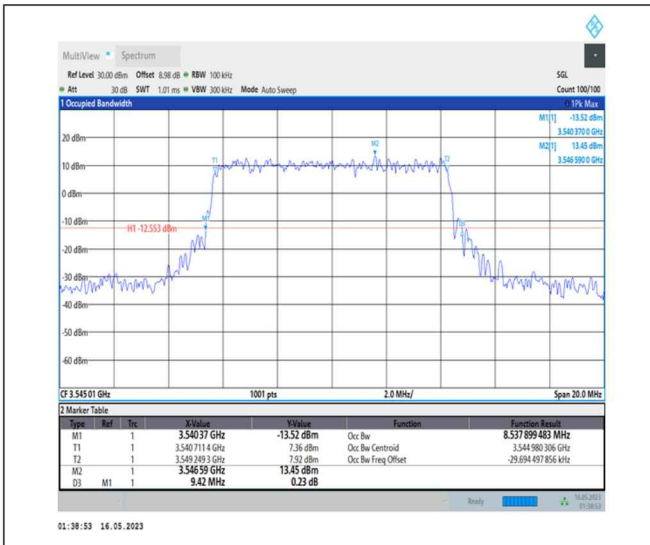 MultiView Spectrum
Ref Level 30.00 dBm Offset 8.98 dB RBW 100 kHz SGL
Att 30 dB SWT 1.01 ms VBW 300 kHz Mode Auto Sweep Count 100/100
1 Occupied Bandwidth 1Pk Max
M1[1] -13.52 dBm
3.540 370 0 GHz
M2[1] 13.45 dBm
3.546 590 0 GHz
20 dBm
M2
T1 T2
10 dBm
0 dBm
-10 dBm
M1
H1 -12.553 dBm
-20 dBm
-30 dBm
-40 dBm
-50 dBm
-60 dBm
CF 3.545 01 GHz 1001 pts 2.0 MHz/ Span 20.0 MHz
2 Marker Table
Type Ref Trc X-Value Y-Value Function Function Result
M1 1 3.54037 GHz -13.52 dBm Occ Bw 8.537 899 483 MHz
T1 1 3.540 711 4 GHz 7.36 dBm Occ Bw Centroid 3.544 980 306 GHz
T2 1 3.549 249 3 GHz 7.92 dBm Occ Bw Freq Offset -29.694 497 856 kHz
M2 1 3.546 59 GHz 13.45 dBm
D3 M1 1 9.42 MHz 0.23 dB
Ready 16.05.2023
01:38:53
01:38:53 16.05.2023